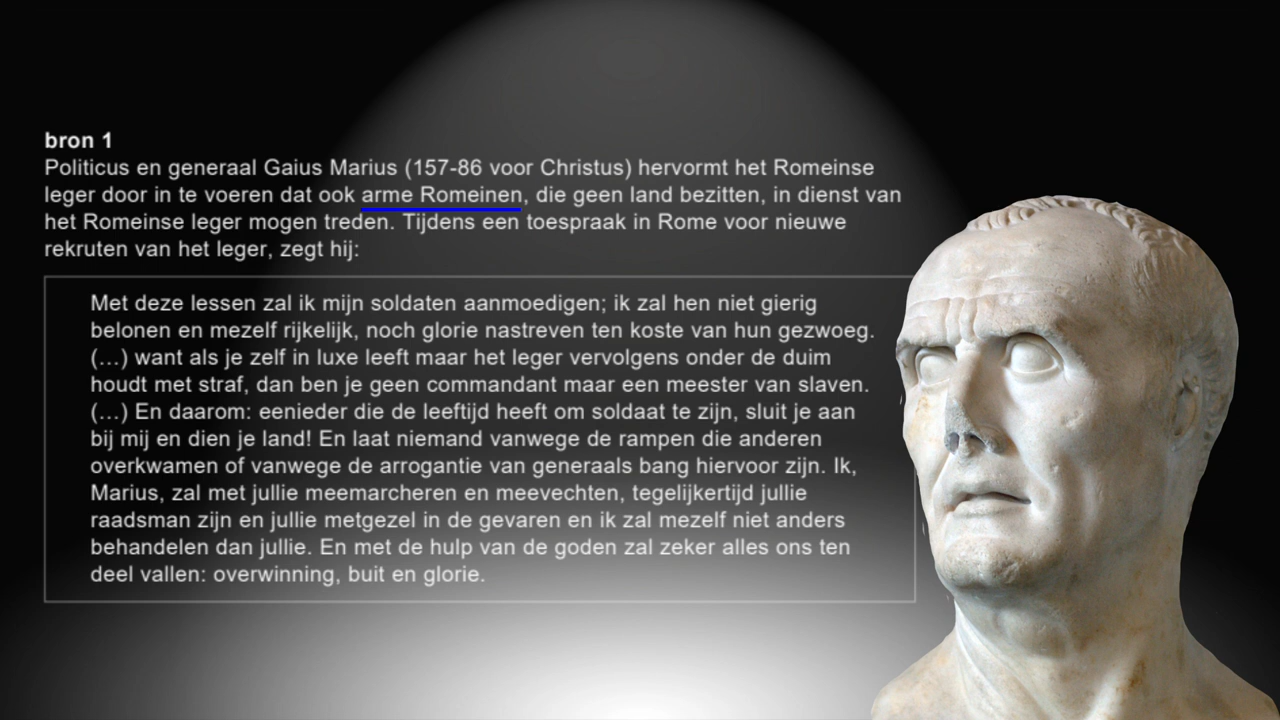 bron 1
Politicus en generaal Gaius Marius (157-86 voor Christus) hervormt het Romeinse
leger door in te voeren dat ook arme Romeinen, die geen land bezitten, in dienst van
het Romeinse leger mogen treden. Tijdens een toespraak in Rome voor nieuwe
rekruten van het leger, zegt hij:
Met deze lessen zal ik mijn soldaten aanmoedigen; ik zal hen niet gierig
belonen en mezelf rijkelijk, noch glorie nastreven ten koste van hun gezwoeg.
(…) want als je zelf in luxe leeft maar het leger vervolgens onder de duim
houdt met straf, dan ben je geen commandant maar een meester van slaven.
(…) En daarom: eenieder die de leeftijd heeft om soldaat te zijn, sluit je aan
bij mij en dien je land! En laat niemand vanwege de rampen die anderen
overkwamen of vanwege de arrogantie van generaals bang hiervoor zijn. Ik,
Marius, zal met jullie meemarcheren en meevechten, tegelijkertijd jullie
raadsman zijn en jullie metgezel in de gevaren en ik zal mezelf niet anders
behandelen dan jullie. En met de hulp van de goden zal zeker alles ons ten
deel vallen: overwinning, buit en glorie.